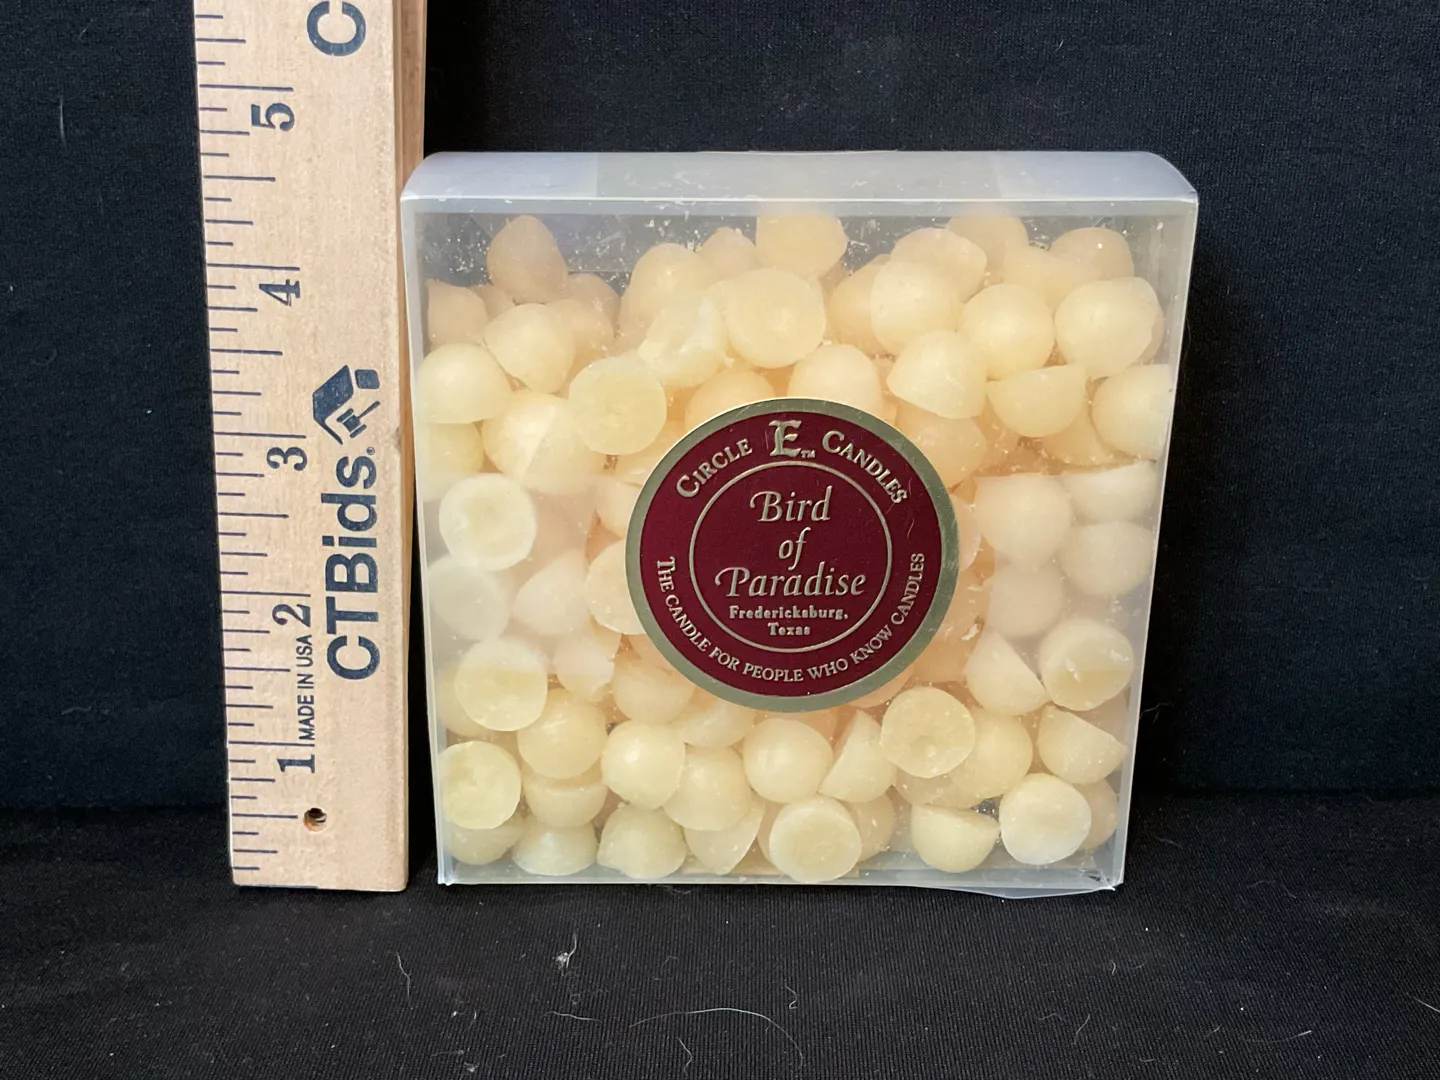 C
5
4
3
2
1
MADE IN USA
CTBids.
CIRCLE E™ CANDLES
Bird
of
Paradise
Fredericksburg,
Texas
THE CANDLE FOR PEOPLE WHO KNOW CANDLES